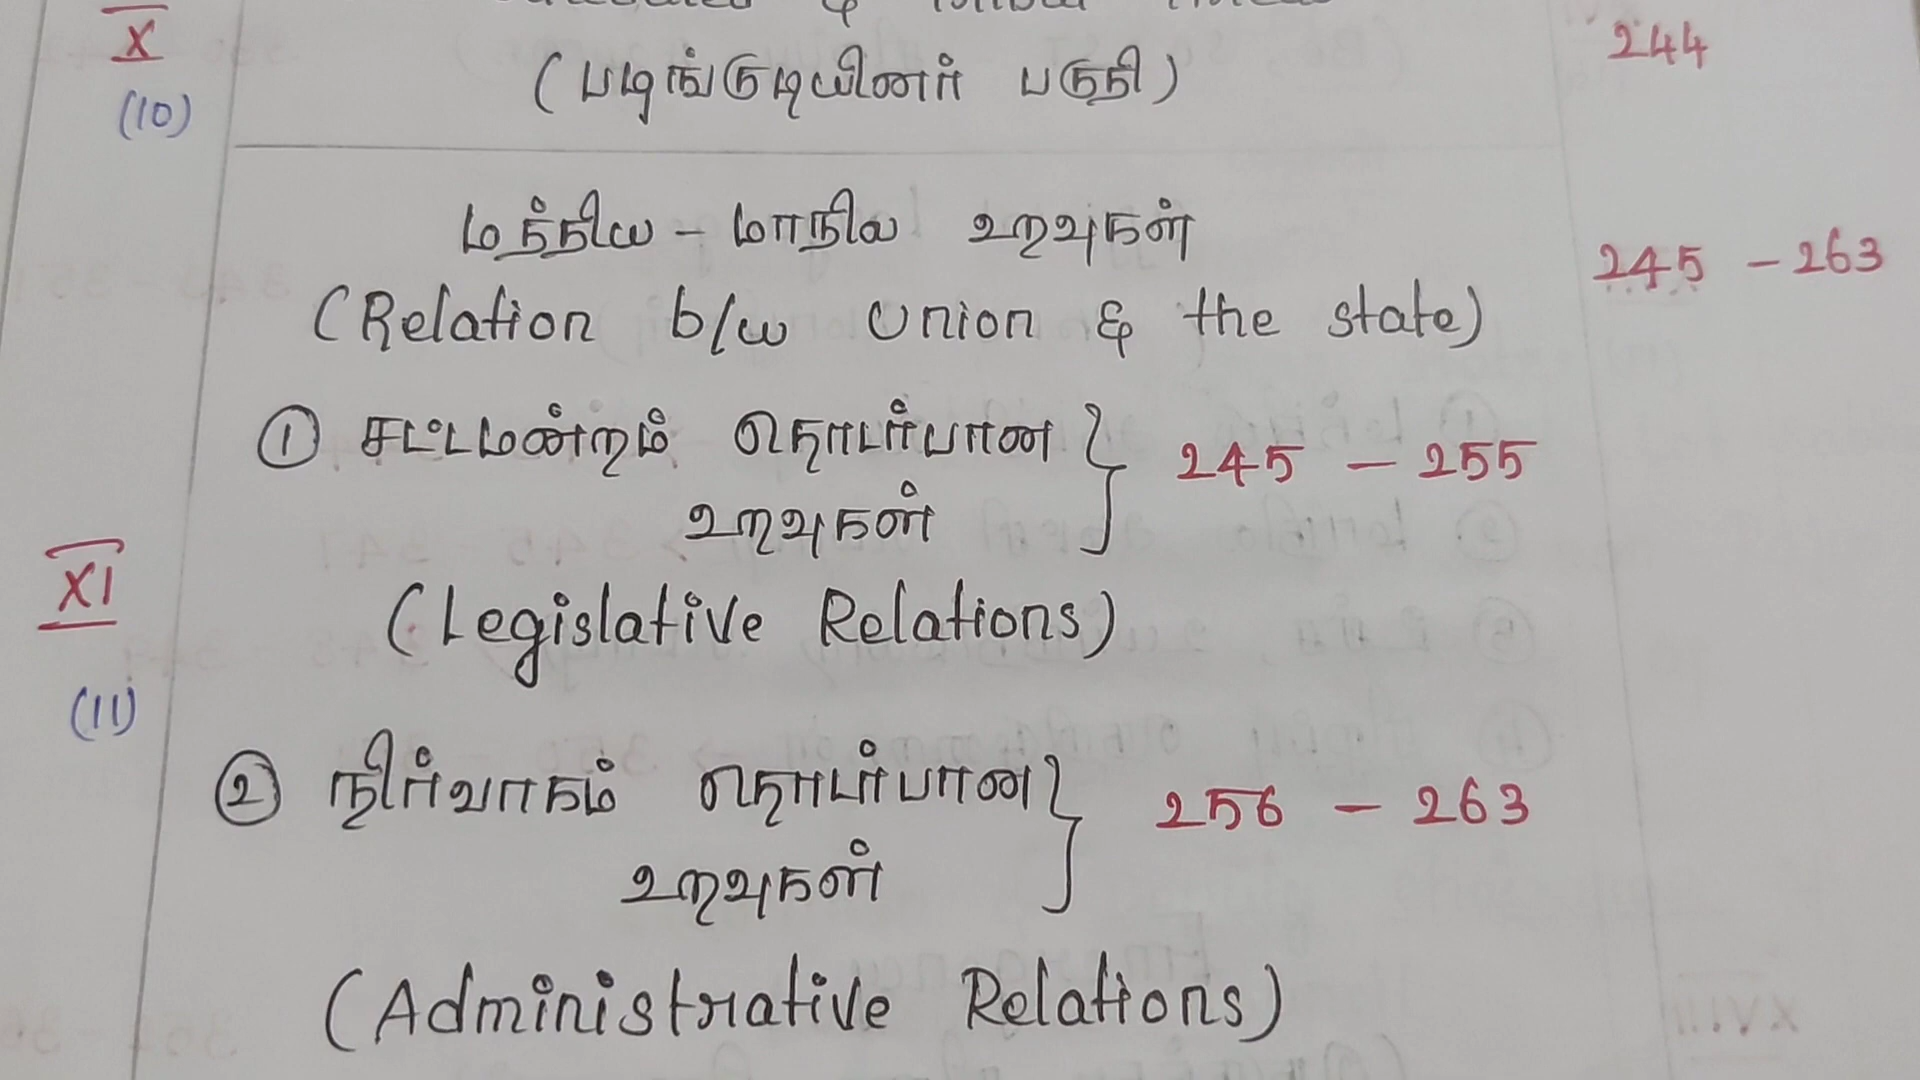 X
244
(பழங்குடியினர் பகுதி)
(10)
மத்திய - மாநில உறவுகள்
245 - 263
(Relation b/w Union & the state)
① சட்டமன்றம் தொடர்பான
உறவுகள்
245 - 255
XI
(Legislative Relations)
(11)
② நிர்வாகம் தொடர்பான
உறவுகள்
256 - 263
(Administrative Relations)